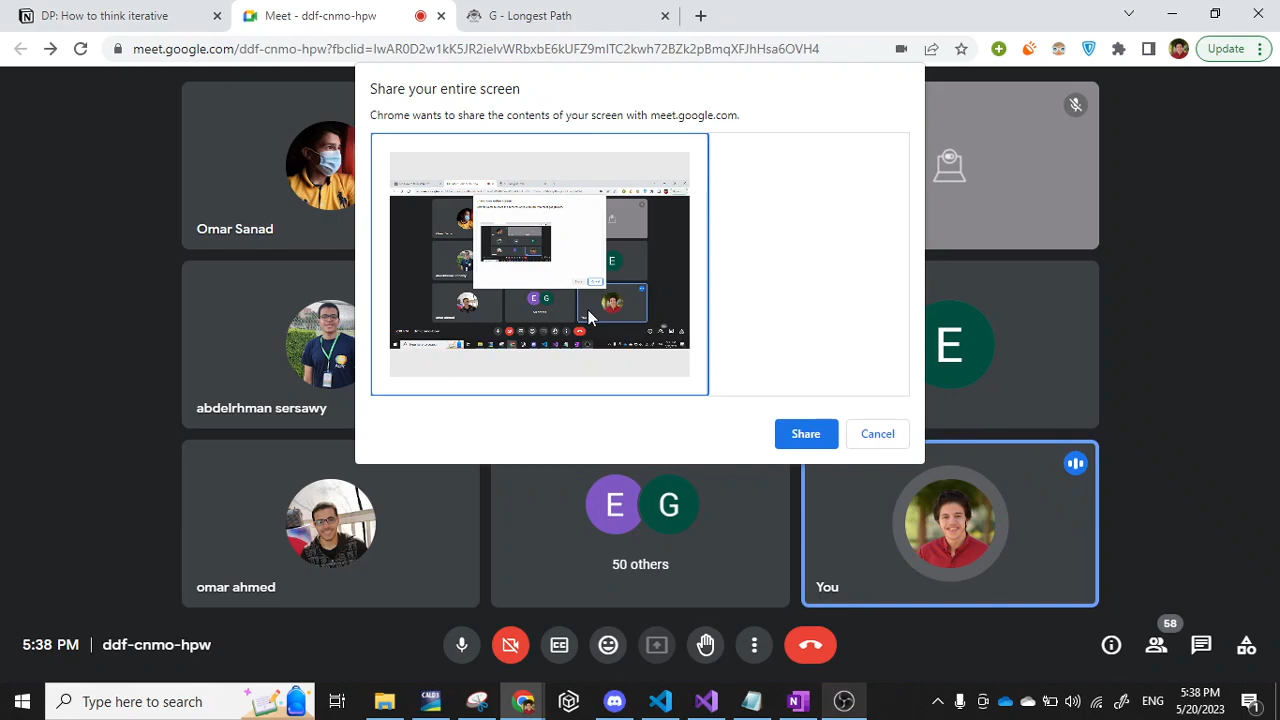 DP: How to think iterative
Meet - ddf-cnmo-hpw
G - Longest Path
meet.google.com/ddf-cnmo-hpw?fbclid=IwAR0D2w1kK5JR2ielvWRbxbE6kUFZ9mlTC2kwh72BZk2pBmqXFJhHsa6OVH4
Update
Share your entire screen
Chrome wants to share the contents of your screen with meet.google.com.
Omar Sanad
E
abdelrhman sersawy
Share
Cancel
E G
50 others
omar ahmed
You
5:38 PM | ddf-cnmo-hpw
58
Type here to search
CALD3
ENG
5:38 PM
5/20/2023
1